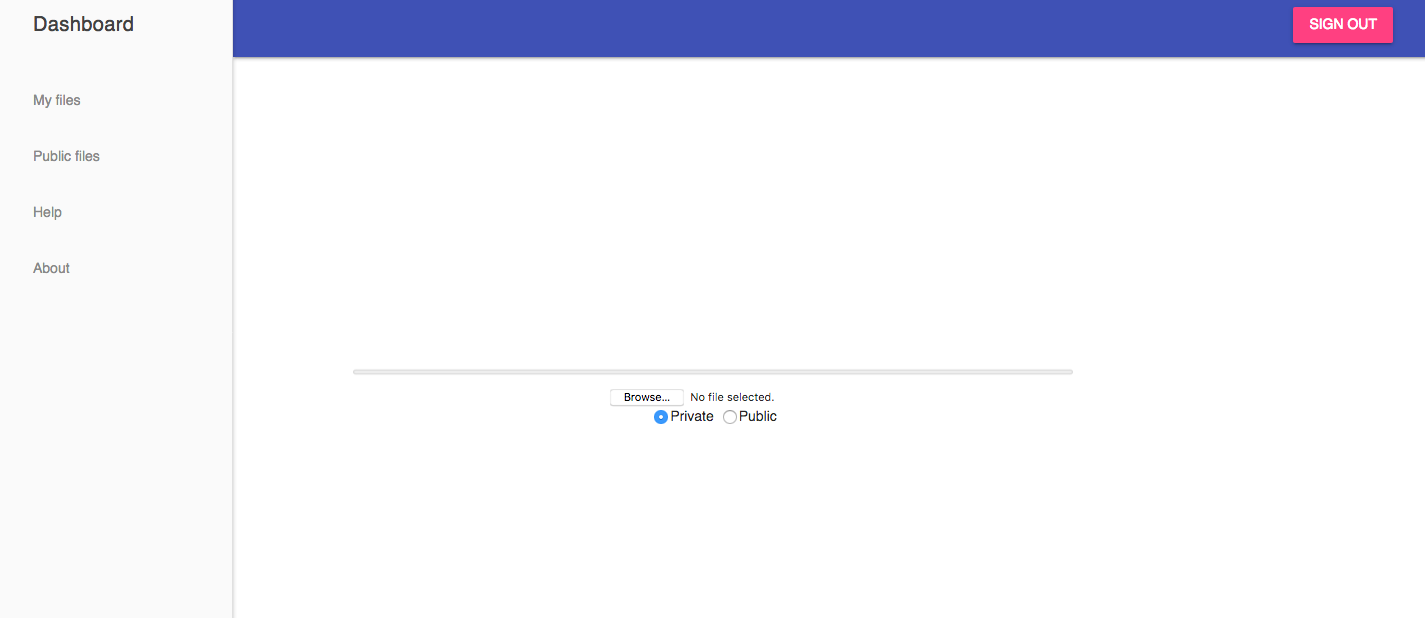 Dashboard
SIGN OUT
My files
Public files
Help
About
Browse... No file selected.
Private Public